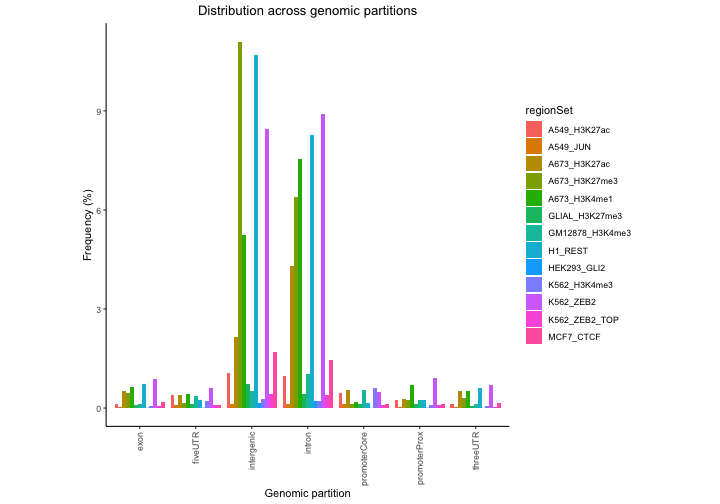 Distribution across genomic partitions
Frequency (%)
9
6
3
0
exon
fiveUTR
intergenic
intron
promoterCore
promoterProx
threeUTR
Genomic partition
regionSet
A549_H3K27ac
A549_JUN
A673_H3K27ac
A673_H3K27me3
A673_H3K4me1
GLIAL_H3K27me3
GM12878_H3K4me3
H1_REST
HEK293_GLI2
K562_H3K4me3
K562_ZEB2
K562_ZEB2_TOP
MCF7_CTCF